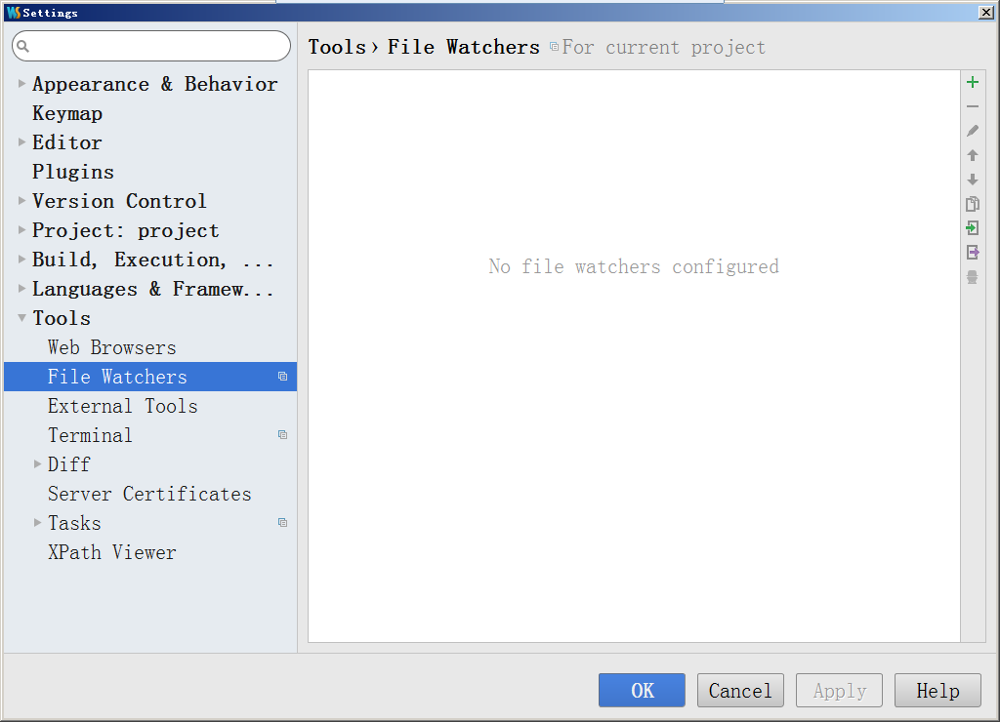 WS Settings
Tools › File Watchers For current project
Appearance & Behavior
Keymap
Editor
Plugins
Version Control
Project: project
Build, Execution, ...
Languages & Framew...
Tools
Web Browsers
File Watchers
External Tools
Terminal
Diff
Server Certificates
Tasks
XPath Viewer
No file watchers configured
OK
Cancel
Apply
Help